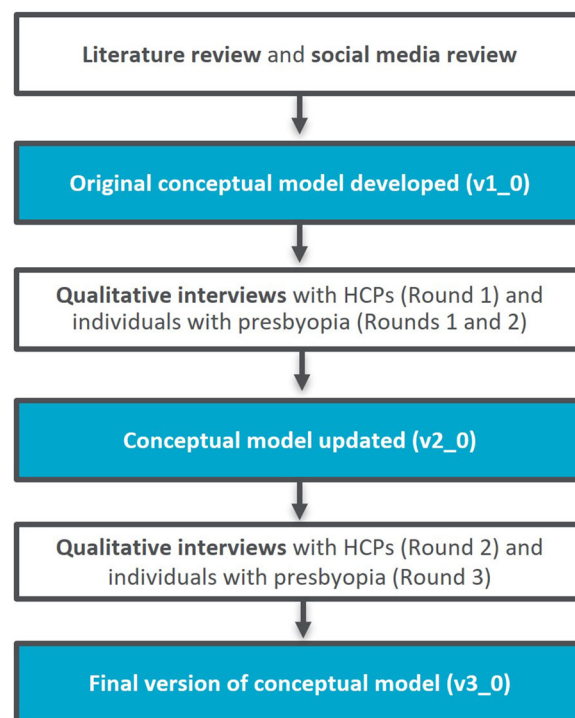 Literature review and social media review
Original conceptual model developed (v1_0)
Qualitative interviews with HCPs (Round 1) and
individuals with presbyopia (Rounds 1 and 2)
Conceptual model updated (v2_0)
Qualitative interviews with HCPs (Round 2) and
individuals with presbyopia (Round 3)
Final version of conceptual model (v3_0)